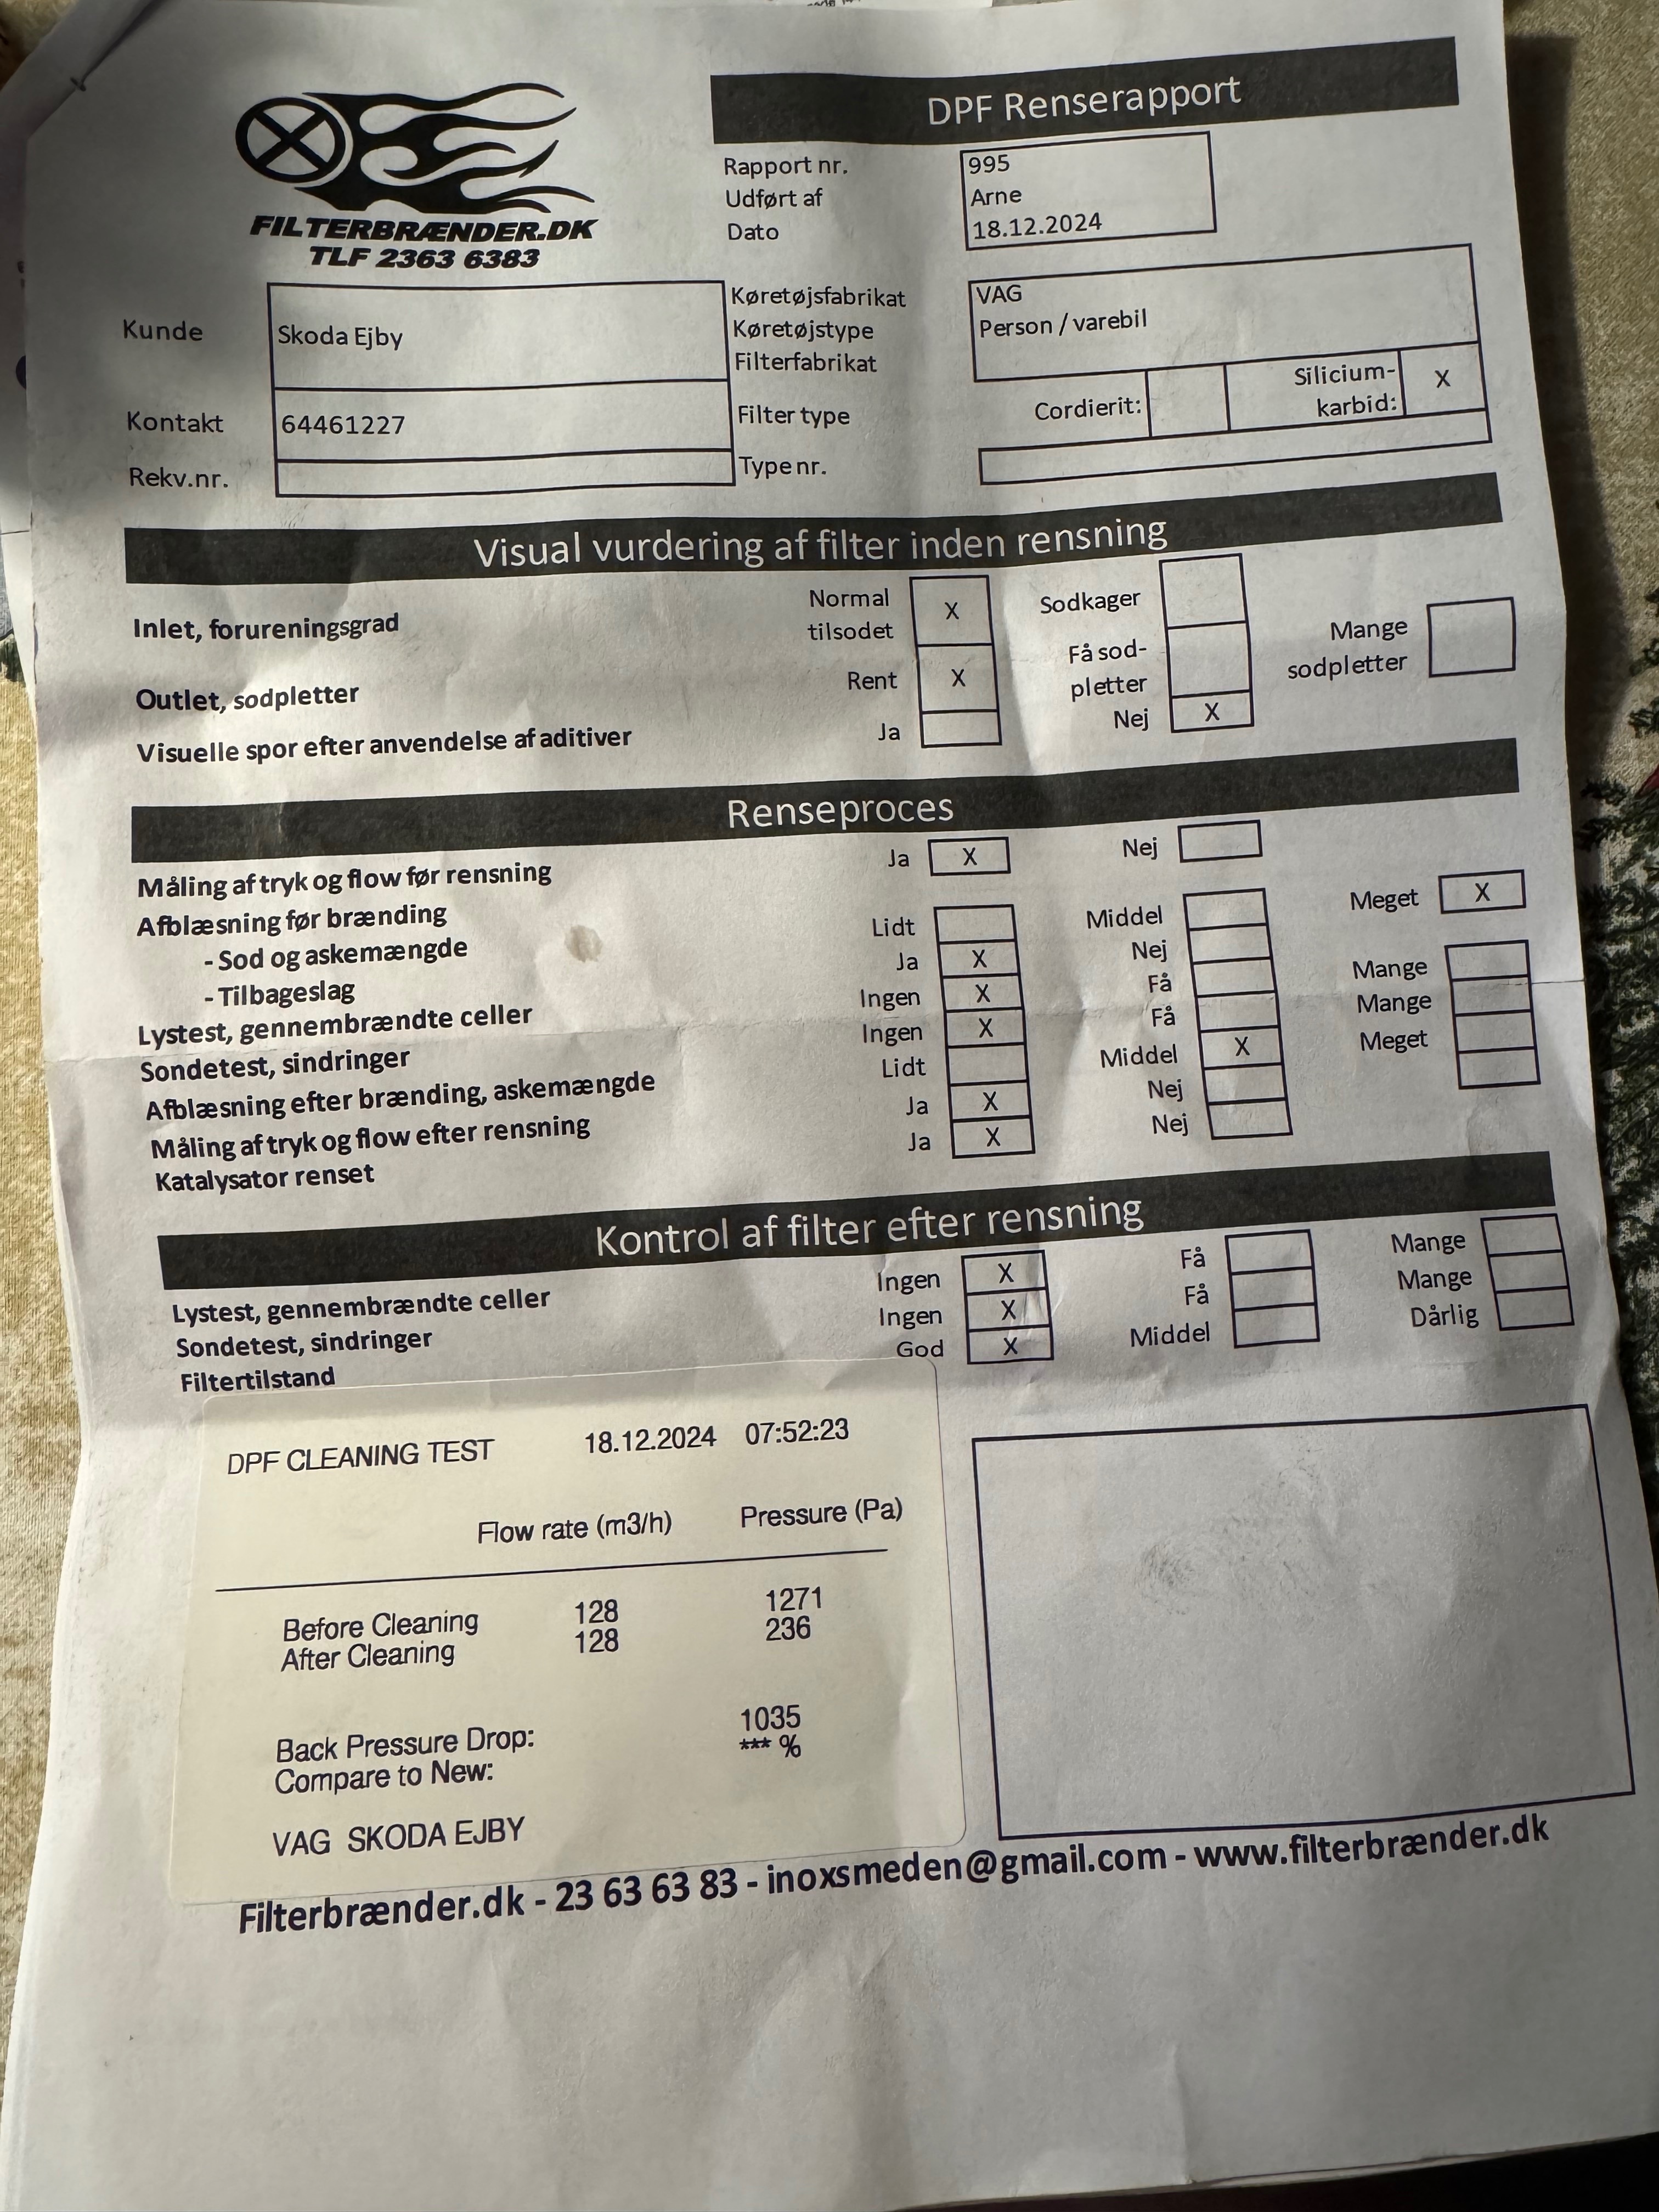 DPF Renserapport
FILTERBRÆNDER.DK
TLF 2363 6383
Rapport nr. 995
Udført af Arne
Dato 18.12.2024
Kunde Skoda Ejby
Kontakt 64461227
Rekv.nr.
Køretøjsfabrikat VAG
Køretøjstype Person / varebil
Filterfabrikat
Filter type Cordierit: Silicium-
karbid: X
Type nr.
Visual vurdering af filter inden rensning
Inlet, forureningsgrad Normal
tilsodet X Sodkager
Outlet, sodpletter Rent X Få sod-
pletter Mange
sodpletter
Visuelle spor efter anvendelse af aditiver Ja Nej X
Renseproces
Måling af tryk og flow før rensning Ja X Nej
Afblæsning før brænding
- Sod og askemængde Lidt Middel Meget X
- Tilbageslag Ja X Nej
Lystest, gennembrændte celler Ingen X Få Mange
Sondetest, sindringer Ingen X Få Mange
Afblæsning efter brænding, askemængde Lidt Middel X Meget
Måling af tryk og flow efter rensning Ja X Nej
Katalysator renset Ja X Nej
Kontrol af filter efter rensning
Lystest, gennembrændte celler Ingen X Få Mange
Sondetest, sindringer Ingen X Få Mange
Filtertilstand God X Middel Dårlig
DPF CLEANING TEST 18.12.2024 07:52:23
Flow rate (m3/h) Pressure (Pa)
Before Cleaning 128 1271
After Cleaning 128 236
Back Pressure Drop: 1035
Compare to New: *** %
VAG SKODA EJBY
Filterbrænder.dk - 23 63 63 83 - inoxsmeden@gmail.com - www.filterbrænder.dk